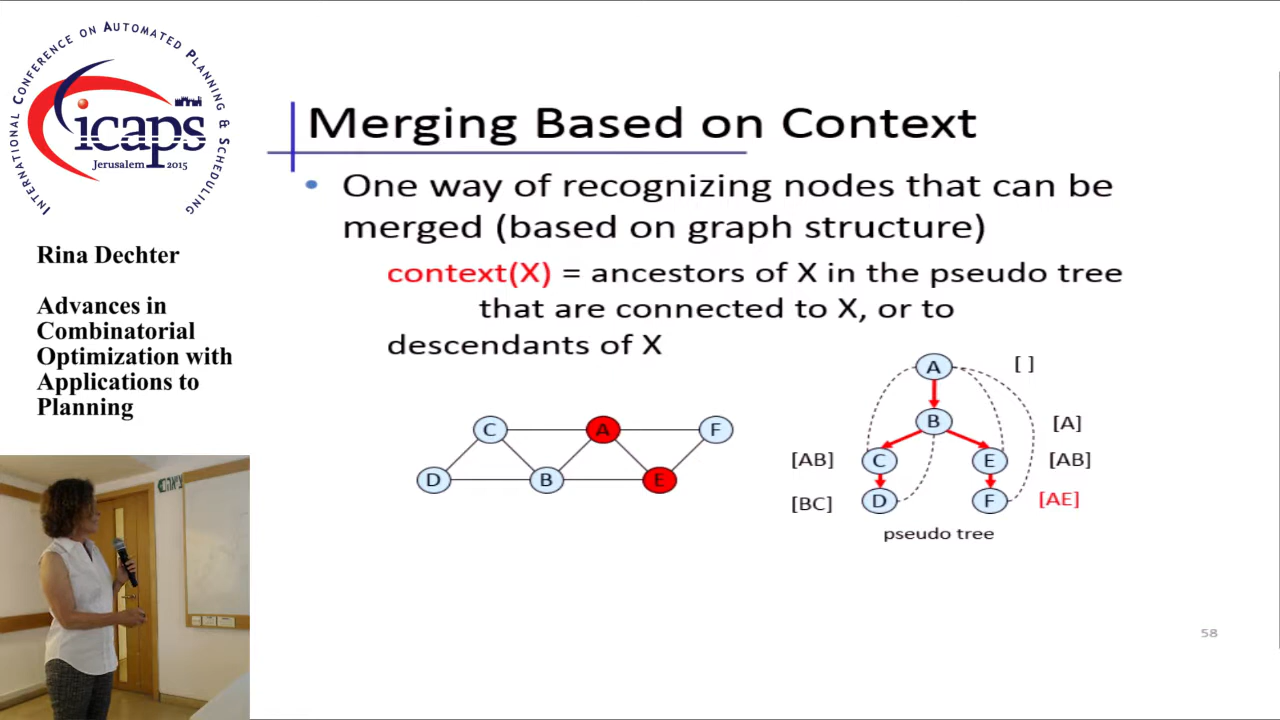 INTERNATIONAL CONFERENCE ON AUTOMATED PLANNING & SCHEDULING
icaps
Jerusalem 2015
Rina Dechter
Advances in
Combinatorial
Optimization with
Applications to
Planning
Merging Based on Context
• One way of recognizing nodes that can be
merged (based on graph structure)
context(X) = ancestors of X in the pseudo tree
that are connected to X, or to
descendants of X
C A F
D B E
A [ ]
B [A]
[AB] C E [AB]
[BC] D F [AE]
pseudo tree
58